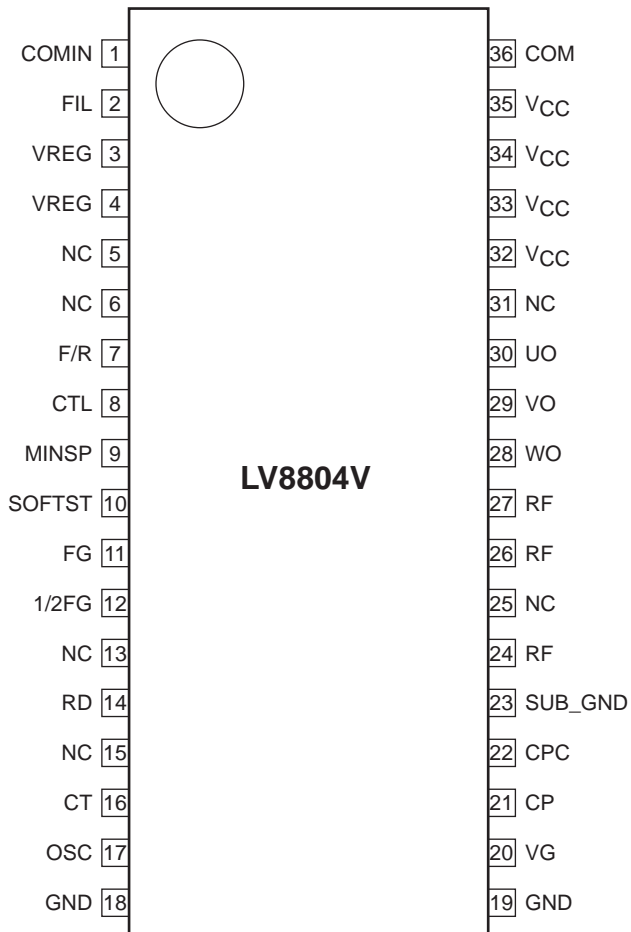 COMIN 1
FIL 2
VREG 3
VREG 4
NC 5
NC 6
F/R 7
CTL 8
MINSP 9
SOFTST 10
FG 11
1/2FG 12
NC 13
RD 14
NC 15
CT 16
OSC 17
GND 18
LV8804V
36 COM
35 VCC
34 VCC
33 VCC
32 VCC
31 NC
30 UO
29 VO
28 WO
27 RF
26 RF
25 NC
24 RF
23 SUB_GND
22 CPC
21 CP
20 VG
19 GND